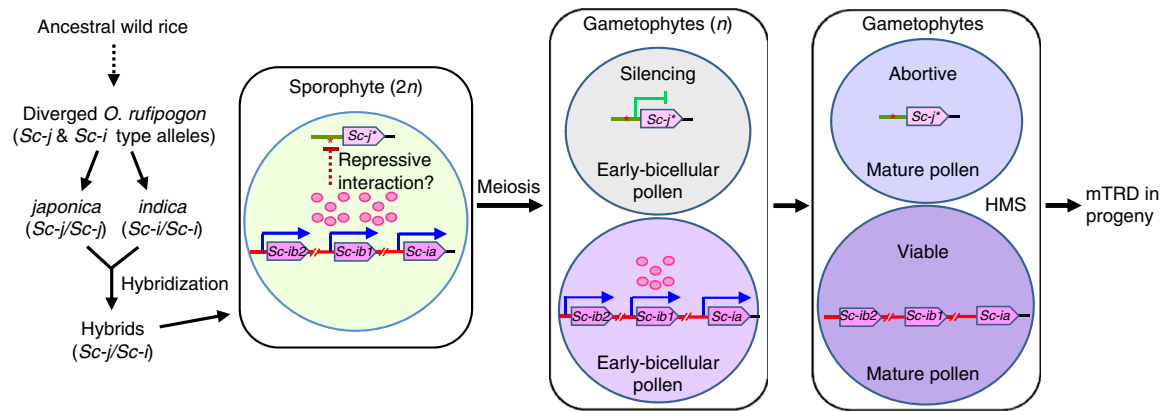 Ancestral wild rice
Diverged O. rufipogon
(Sc-j & Sc-i type alleles)
japonica
(Sc-j/Sc-j)
indica
(Sc-i/Sc-i)
Hybridization
Hybrids
(Sc-j/Sc-i)
Sporophyte (2n)
Sc-j*
Repressive
interaction?
Sc-ib2
Sc-ib1
Sc-ia
Meiosis
Gametophytes (n)
Silencing
Sc-j*
Early-bicellular
pollen
Sc-ib2
Sc-ib1
Sc-ia
Early-bicellular
pollen
Gametophytes
Abortive
Sc-j*
Mature pollen
HMS
Viable
Sc-ib2
Sc-ib1
Sc-ia
Mature pollen
mTRD in
progeny